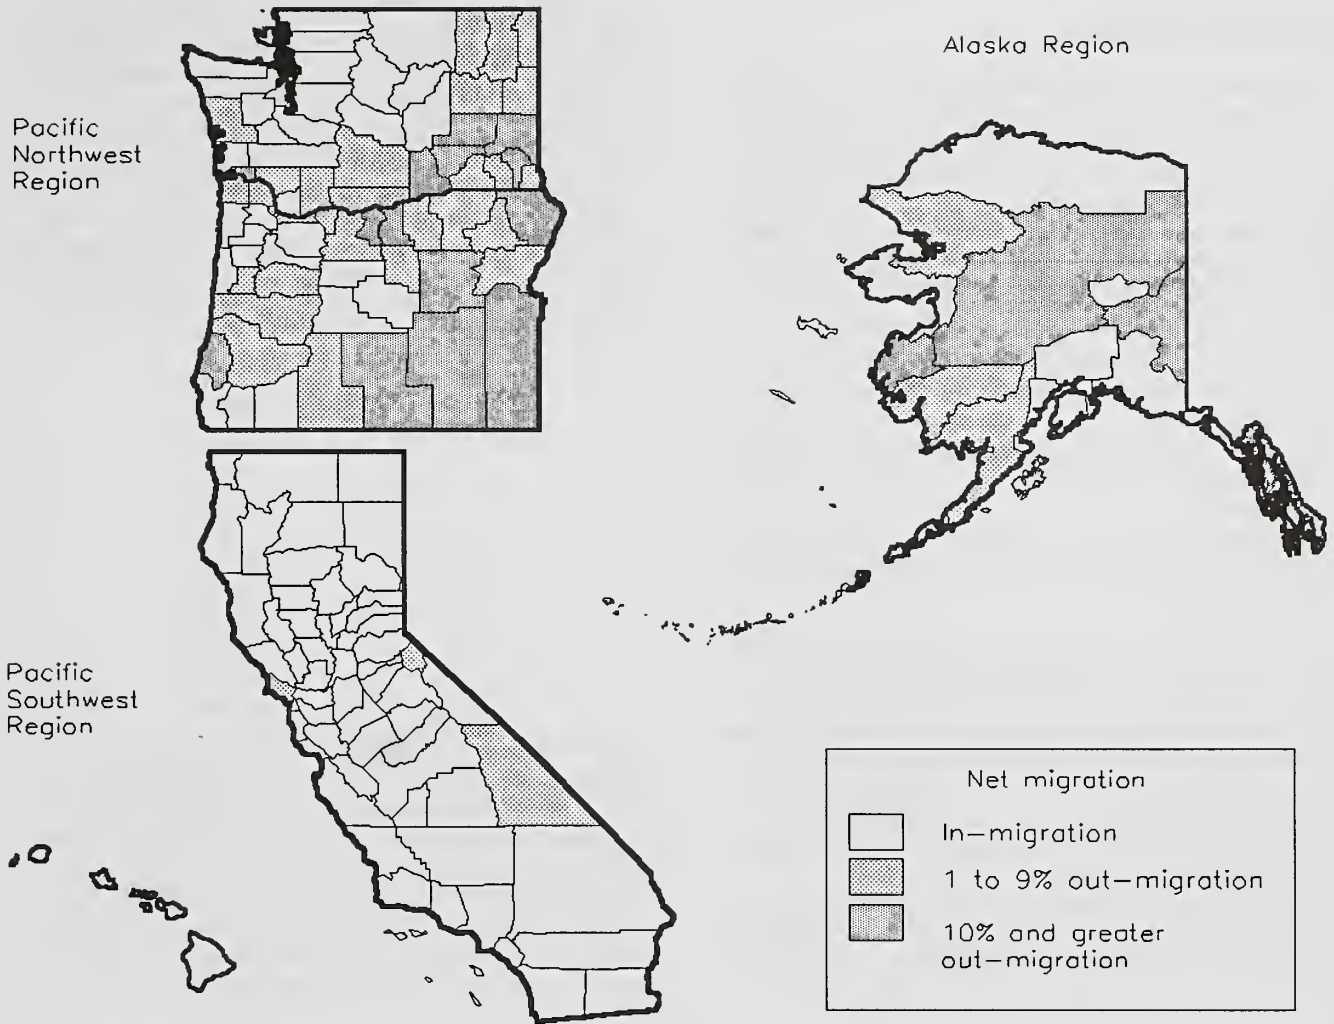 Alaska Region
Pacific
Northwest
Region
Pacific
Southwest
Region
Net migration
In-migration
1 to 9% out-migration
10% and greater
out-migration